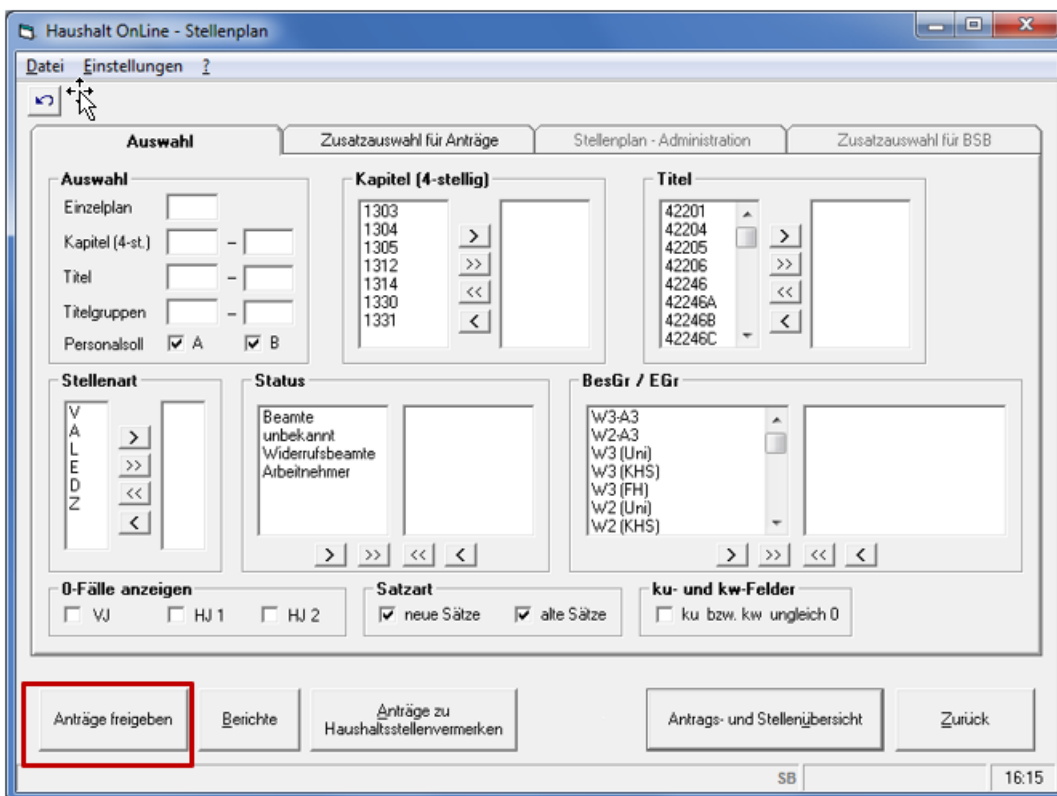 Haushalt OnLine - Stellenplan
Datei Einstellungen ?
Auswahl
Zusatzauswahl für Anträge
Stellenplan - Administration
Zusatzauswahl für BSB
Auswahl
Einzelplan
Kapitel (4-st.) –
Titel –
Titelgruppen –
Personalsoll A B
Kapitel (4-stellig)
1303
1304
1305
1312
1314
1330
1331
>
>>
<<
<
Titel
42201
42204
42205
42206
42246
42246A
42246B
42246C
>
>>
<<
<
Stellenart
V
A
L
E
D
Z
>
>>
<<
<
Status
Beamte
unbekannt
Widerrufsbeamte
Arbeitnehmer
> >> << <
BesGr / EGr
W3-A3
W2-A3
W3 (Uni)
W3 (KHS)
W3 (FH)
W2 (Uni)
W2 (KHS)
> >> << <
0-Fälle anzeigen
VJ HJ 1 HJ 2
Satzart
neue Sätze alte Sätze
ku- und kw-Felder
ku bzw. kw ungleich 0
Anträge freigeben
Berichte
Anträge zu
Haushaltsstellenvermerken
Antrags- und Stellenübersicht
Zurück
SB
16:15